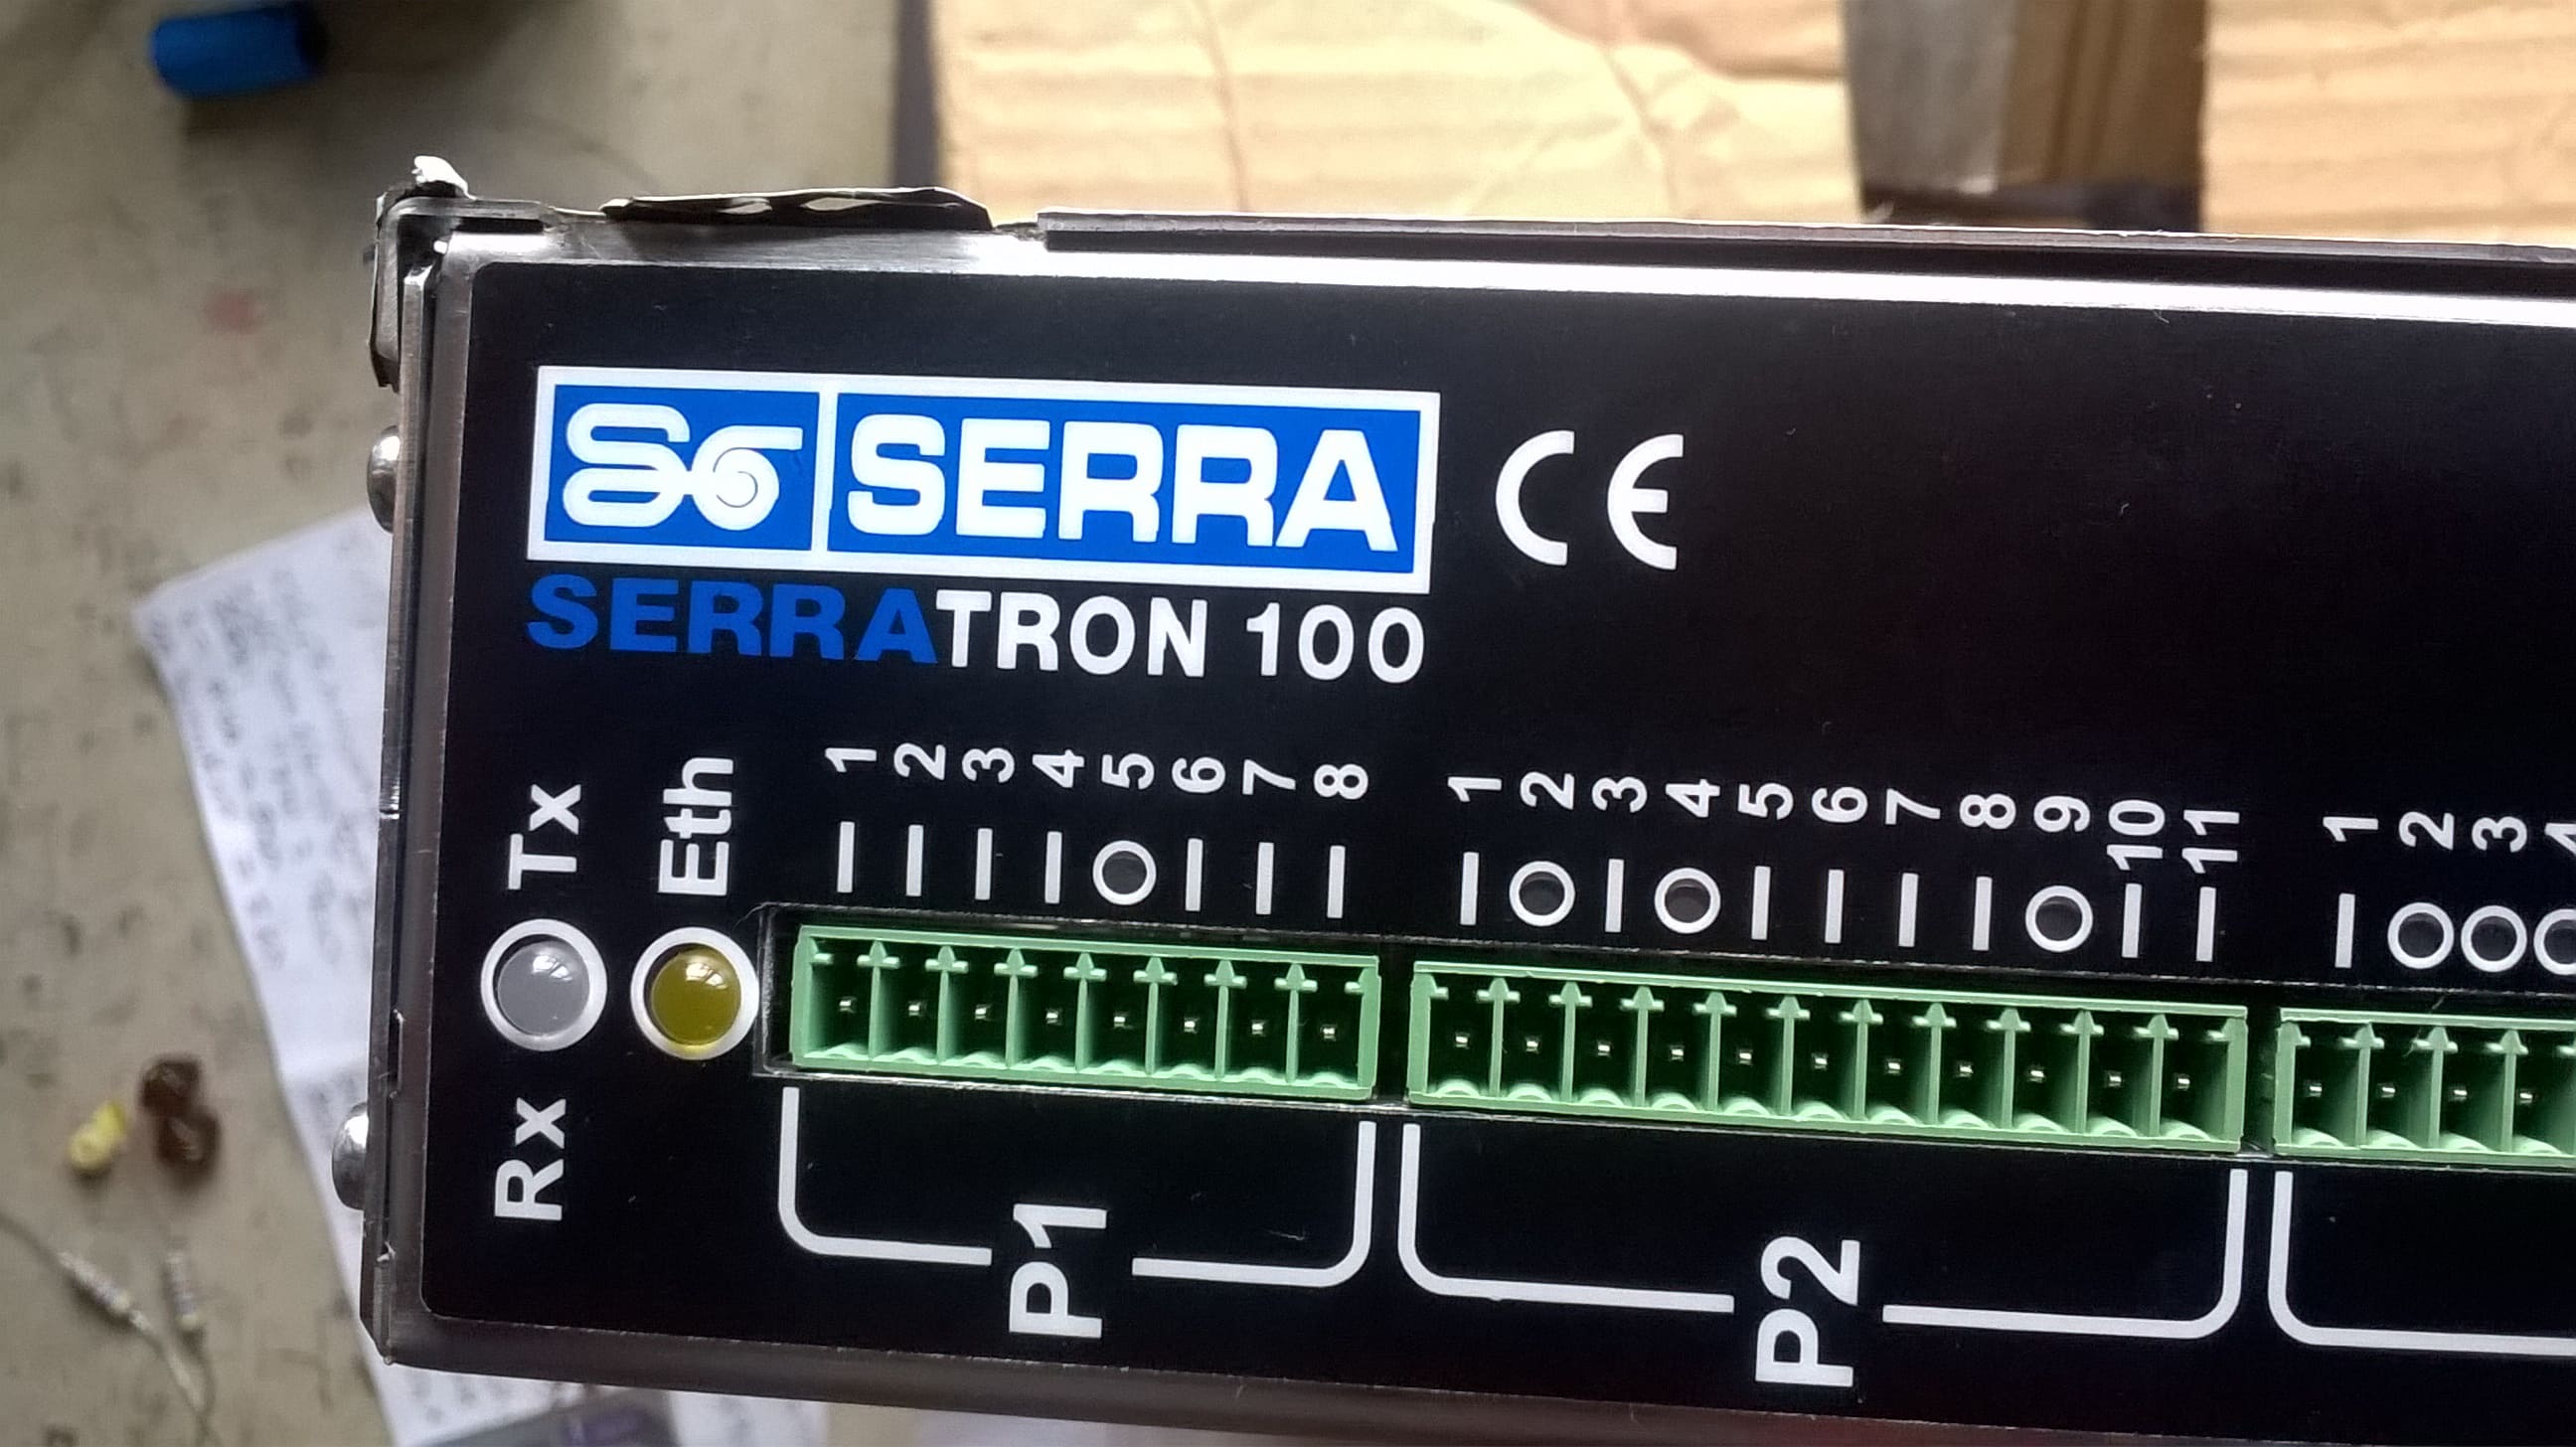 SERRA CE
SERRATRON 100
Tx Eth 1 2 3 4 5 6 7 8 1 2 3 4 5 6 7 8 9 10 11 1 2 3 4
Rx
P1 P2